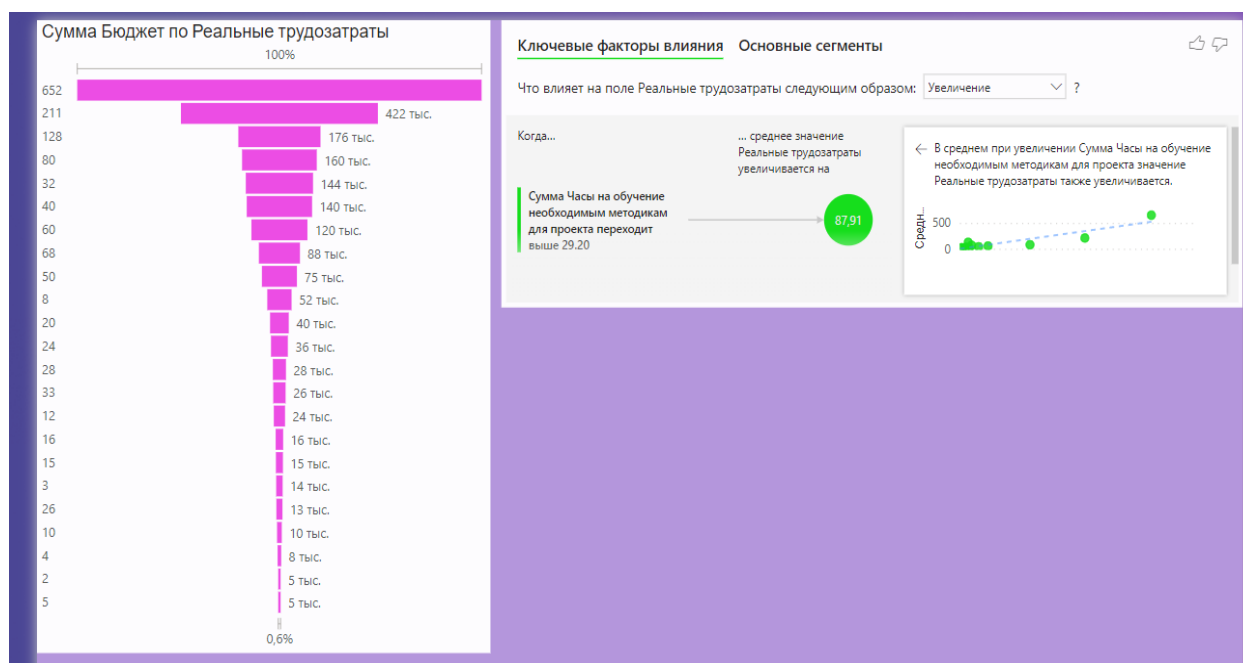 Сумма Бюджет по Реальные трудозатраты
100%
652
211 422 тыс.
128 176 тыс.
80 160 тыс.
32 144 тыс.
40 140 тыс.
60 120 тыс.
68 88 тыс.
50 75 тыс.
8 52 тыс.
20 40 тыс.
24 36 тыс.
28 28 тыс.
33 26 тыс.
12 24 тыс.
16 16 тыс.
15 15 тыс.
3 14 тыс.
26 13 тыс.
10 10 тыс.
4 8 тыс.
2 5 тыс.
5 5 тыс.
0,6%
Ключевые факторы влияния Основные сегменты
Что влияет на поле Реальные трудозатраты следующим образом: Увеличение ?
Когда...
... среднее значение
Реальные трудозатраты
увеличивается на
Сумма Часы на обучение
необходимым методикам
для проекта переходит
выше 29.20
87,91
В среднем при увеличении Сумма Часы на обучение
необходимым методикам для проекта значение
Реальные трудозатраты также увеличивается.
Средн...
500
0